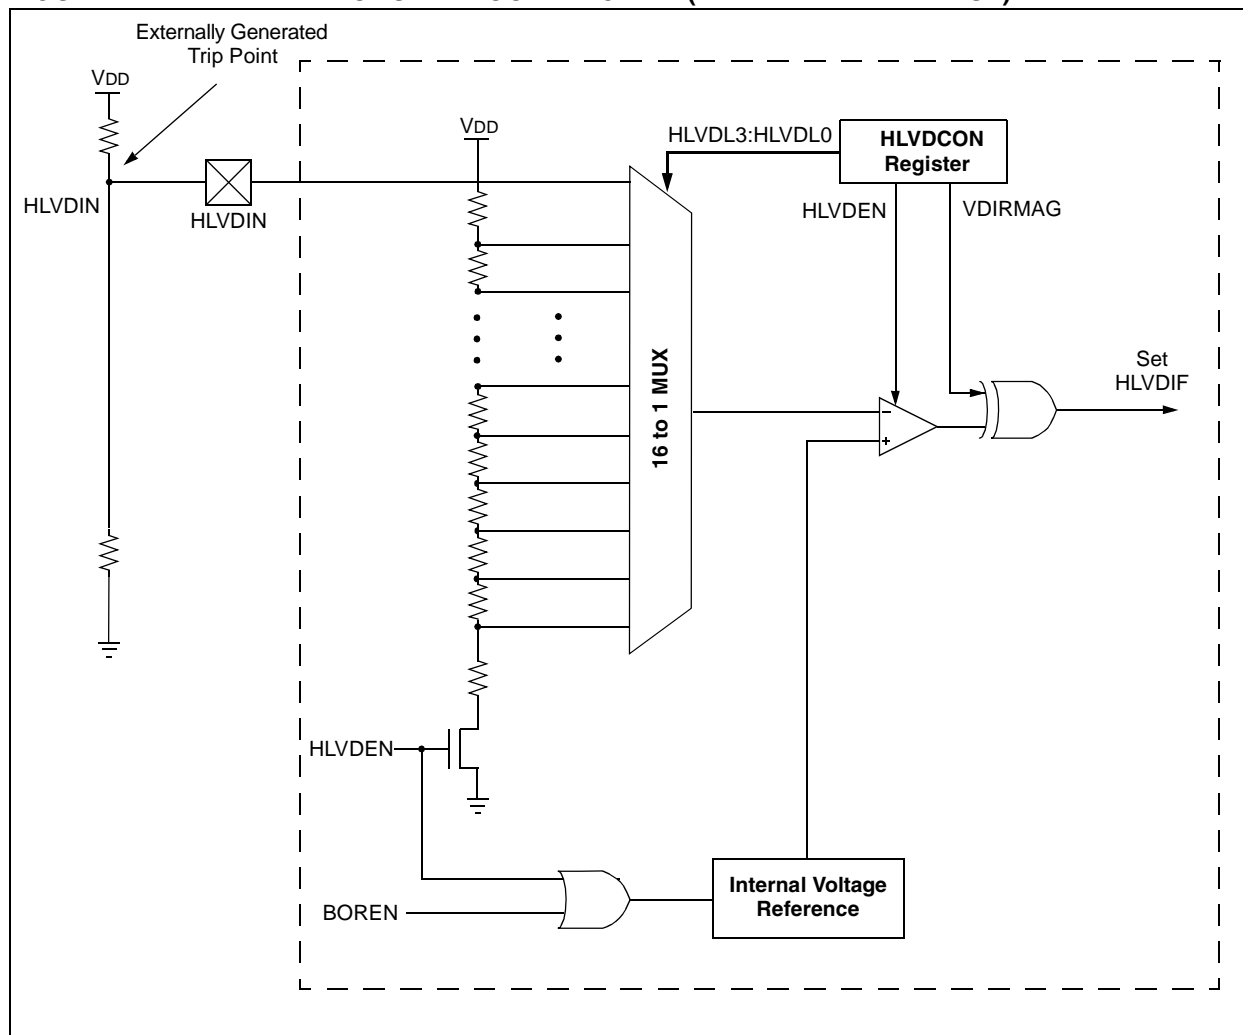 Externally Generated
Trip Point
VDD
VDD
HLVDL3:HLVDL0
HLVDCON
Register
HLVDIN
HLVDIN
HLVDEN
VDIRMAG
16 to 1 MUX
Set
HLVDIF
–
+
HLVDEN
BOREN
Internal Voltage
Reference